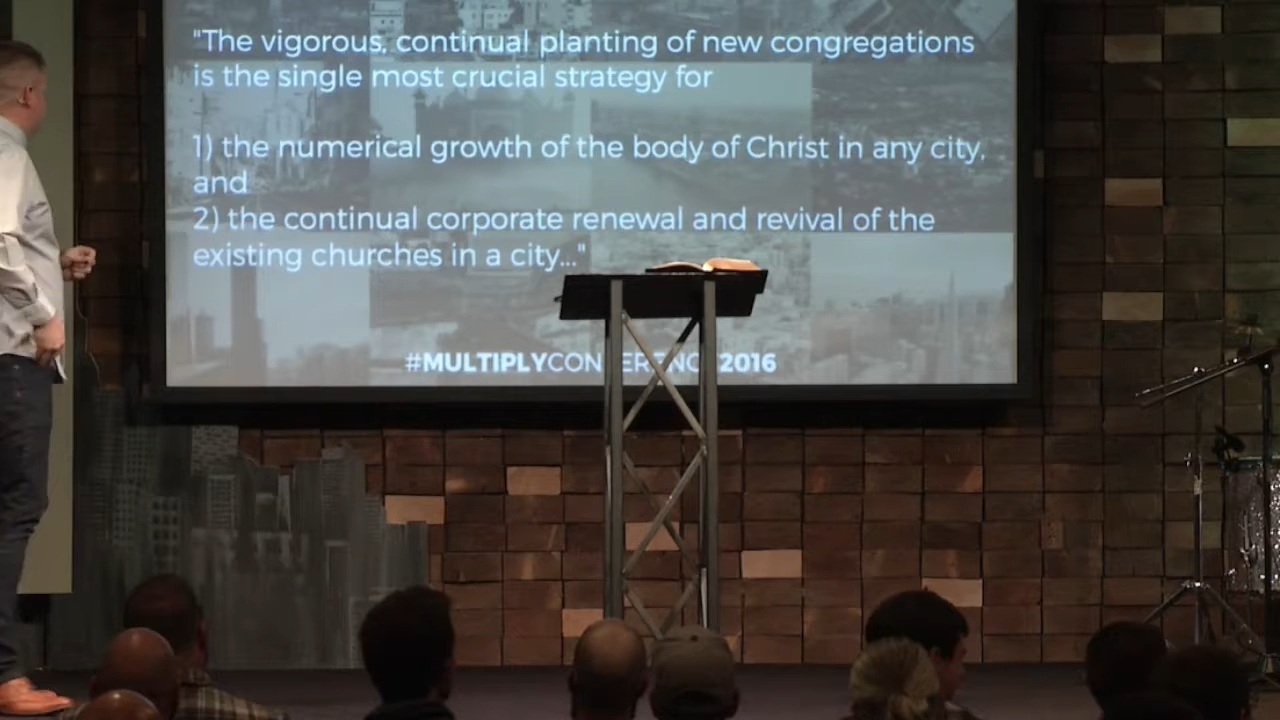 "The vigorous, continual planting of new congregations
is the single most crucial strategy for
1) the numerical growth of the body of Christ in any city,
and
2) the continual corporate renewal and revival of the
existing churches in a city..."
#MULTIPLYCONFERENCE2016